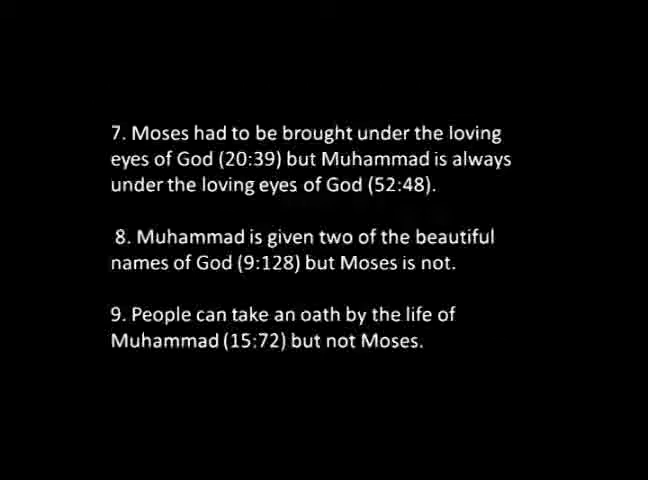 7. Moses had to be brought under the loving
eyes of God (20:39) but Muhammad is always
under the loving eyes of God (52:48).
8. Muhammad is given two of the beautiful
names of God (9:128) but Moses is not.
9. People can take an oath by the life of
Muhammad (15:72) but not Moses.